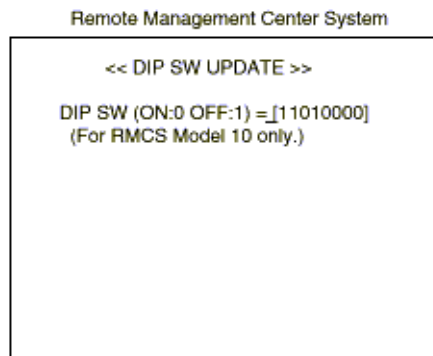 Remote Management Center System
<< DIP SW UPDATE >>
DIP SW (ON:0 OFF:1) = [11010000]
(For RMCS Model 10 only.)